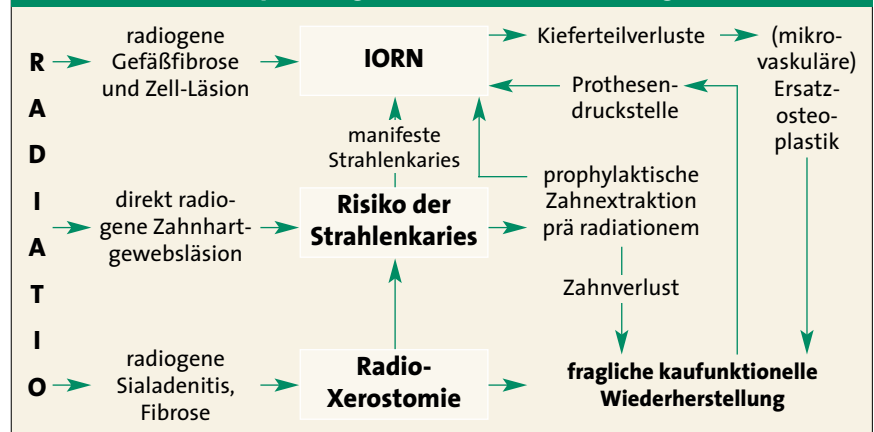 RADIATIO
radiogene
Gefäßfibrose
und Zell-Läsion
IORN
Kieferteilverluste
(mikro-
vaskuläre)
Ersatz-
osteo-
plastik
Prothesen-
druckstelle
manifeste
Strahlenkaries
direkt radio-
gene Zahnhart-
gewebsläsion
Risiko der
Strahlenkaries
prophylaktische
Zahnextraktion
prä radiationem
Zahnverlust
radiogene
Sialadenitis,
Fibrose
Radio-
Xerostomie
fragliche kaufunktionelle
Wiederherstellung